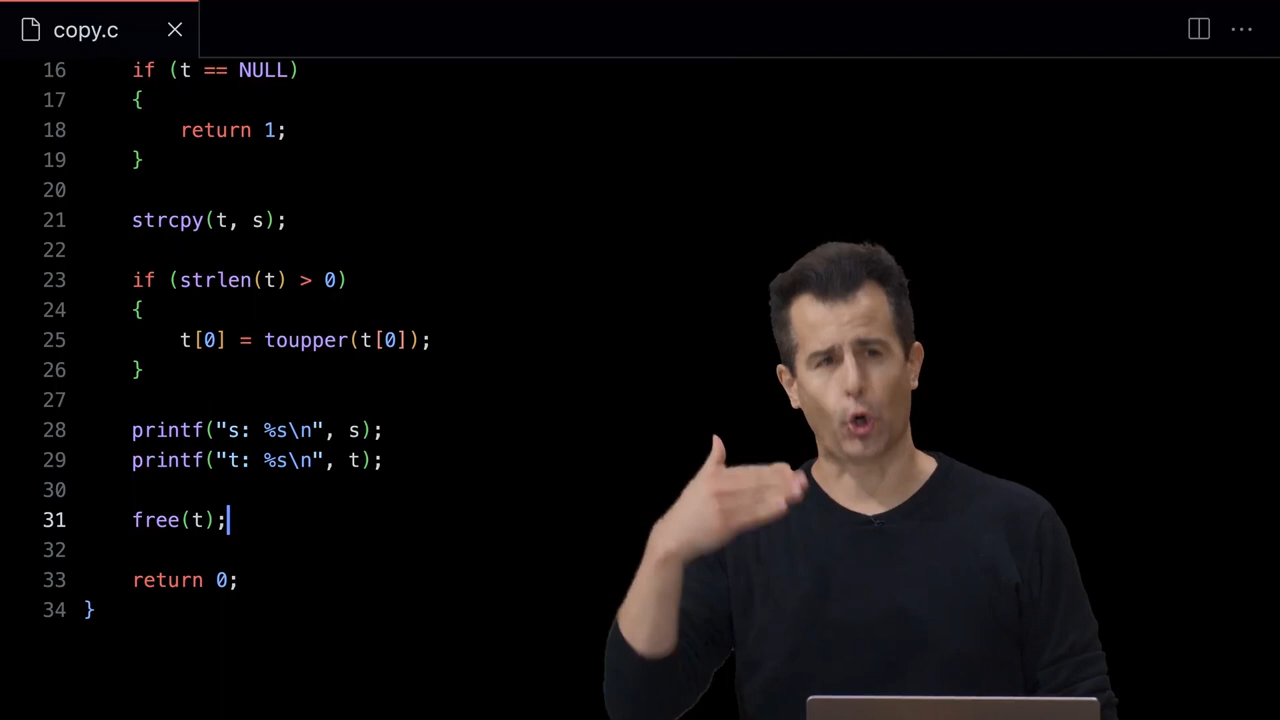 copy.c
16 if (t == NULL)
17 {
18 return 1;
19 }
20
21 strcpy(t, s);
22
23 if (strlen(t) > 0)
24 {
25 t[0] = toupper(t[0]);
26 }
27
28 printf("s: %s\n", s);
29 printf("t: %s\n", t);
30
31 free(t);
32
33 return 0;
34 }